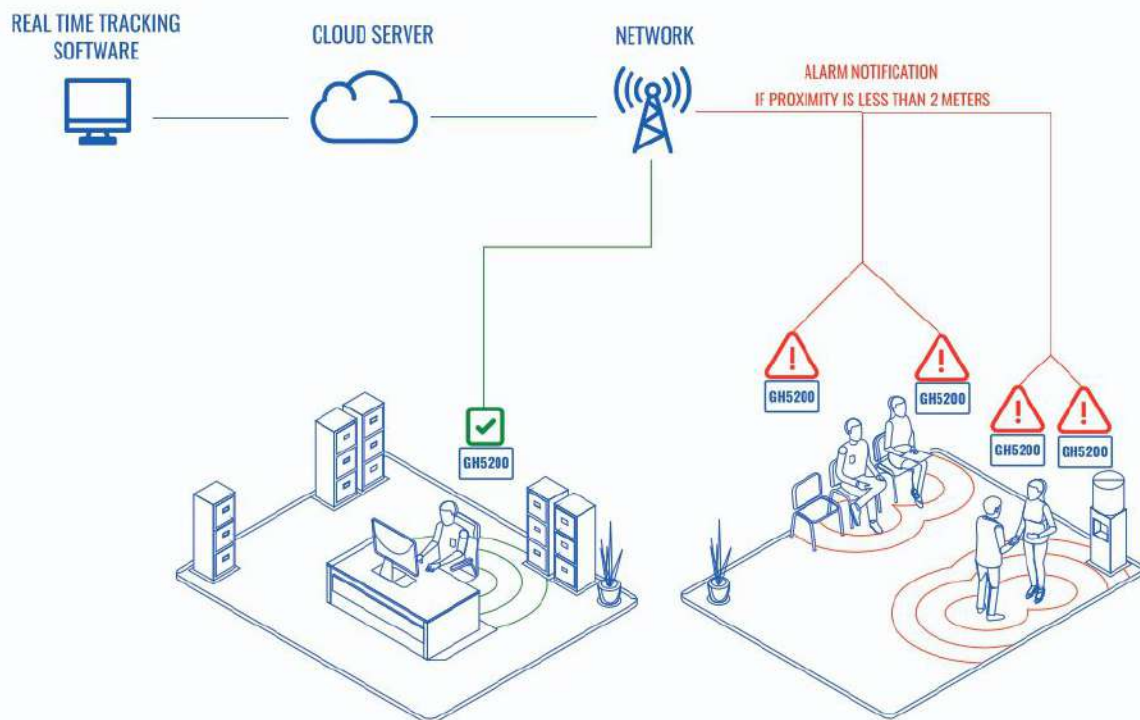 REAL TIME TRACKING
SOFTWARE
CLOUD SERVER
NETWORK
ALARM NOTIFICATION
IF PROXIMITY IS LESS THAN 2 METERS
GH5200
GH5200
GH5200
GH5200
GH5200